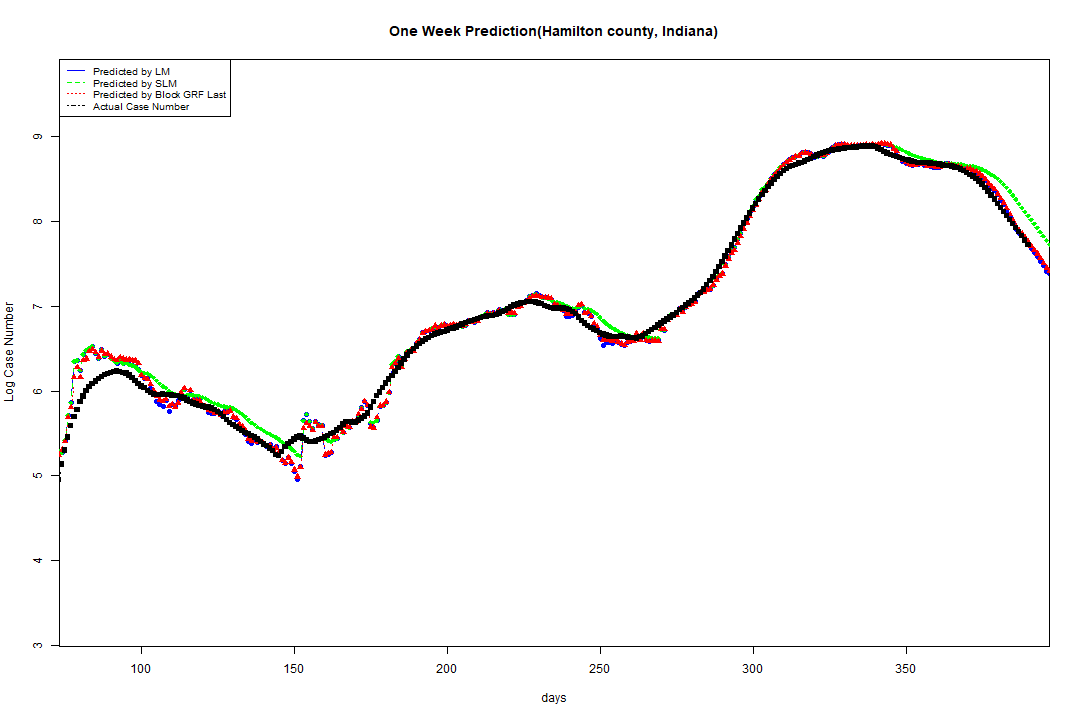 One Week Prediction(Hamilton county, Indiana)
Predicted by LM
Predicted by SLM
Predicted by Block GRF Last
Actual Case Number
9
8
7
6
5
4
3
Log Case Number
100 150 200 250 300 350
days